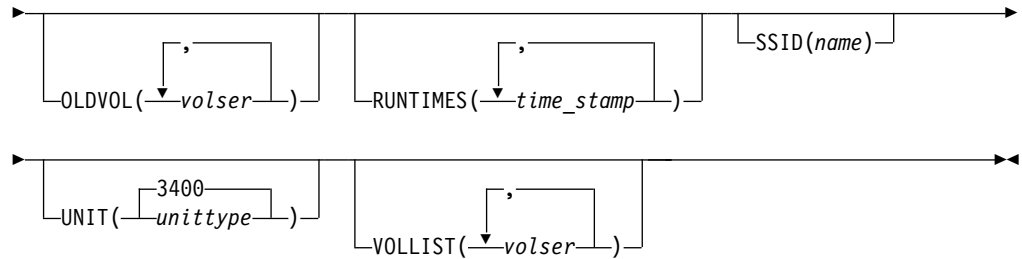 , , SSID(name)
OLDVOL( volser ) RUNTIMES( time_stamp )
3400 ,
UNIT( unittype )
VOLLIST( volser )